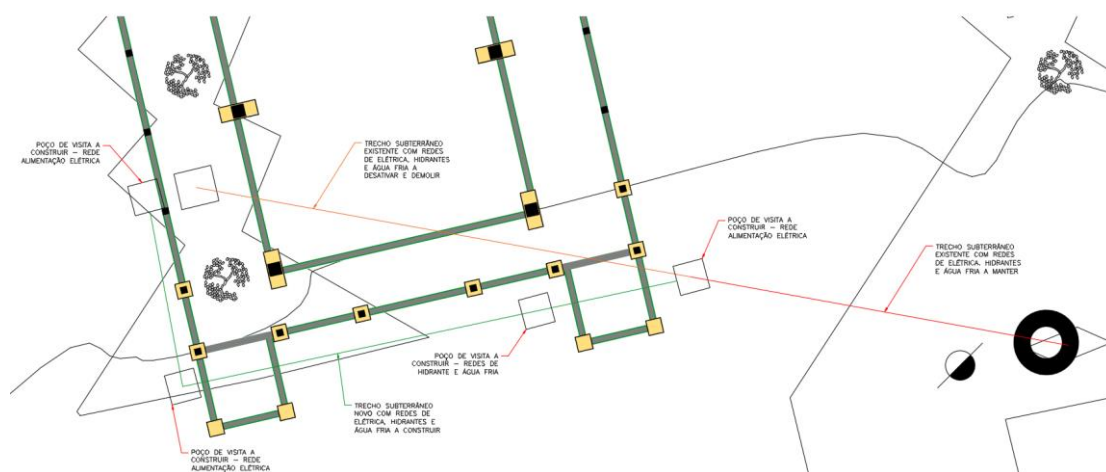 POÇO DE VISITA A
CONSTRUIR – REDE
ALIMENTAÇÃO ELÉTRICA
TRECHO SUBTERRÂNEO
EXISTENTE COM REDES
DE ELÉTRICA, HIDRANTES
E ÁGUA FRIA A
DESATIVAR E DEMOLIR
POÇO DE VISITA A
CONSTRUIR – REDE
ALIMENTAÇÃO ELÉTRICA
TRECHO SUBTERRÂNEO
EXISTENTE COM REDES
DE ELÉTRICA, HIDRANTES
E ÁGUA FRIA A MANTER
POÇO DE VISITA A
CONSTRUIR – REDES DE
HIDRANTE E ÁGUA FRIA
TRECHO SUBTERRÂNEO
NOVO COM REDES DE
ELÉTRICA, HIDRANTES E
ÁGUA FRIA A CONSTRUIR
POÇO DE VISITA A
CONSTRUIR – REDE
ALIMENTAÇÃO ELÉTRICA